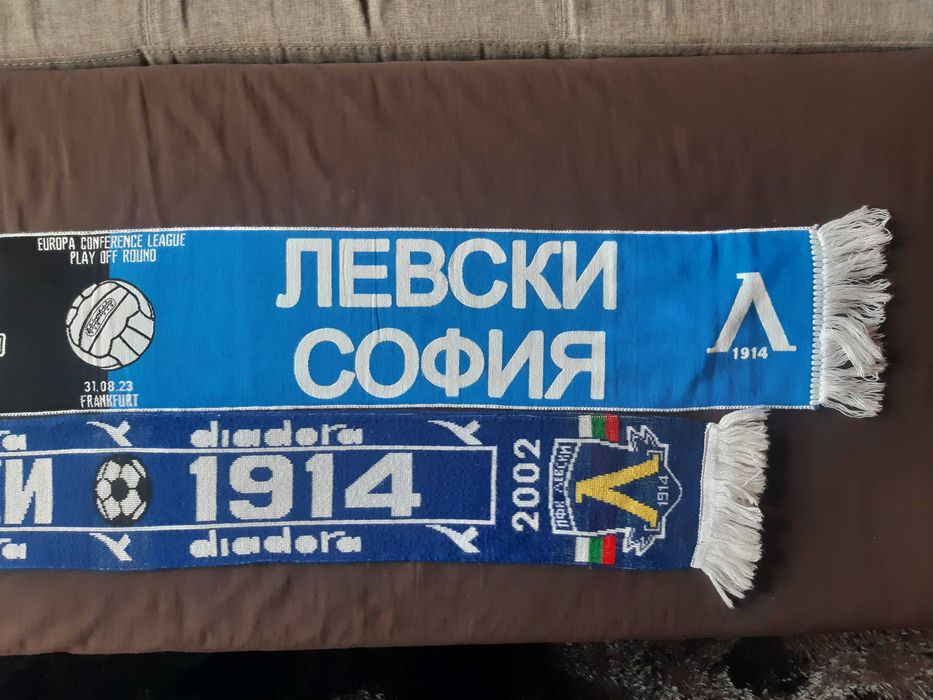 EUROPA CONFERENCE LEAGUE
PLAY OFF ROUND
31.08.23
FRANKFURT
ЛЕВСКИ
СОФИЯ
Λ
1914
diadora
1914
diadora
2002
ПФК ЛЕВСКИ
Λ
1914